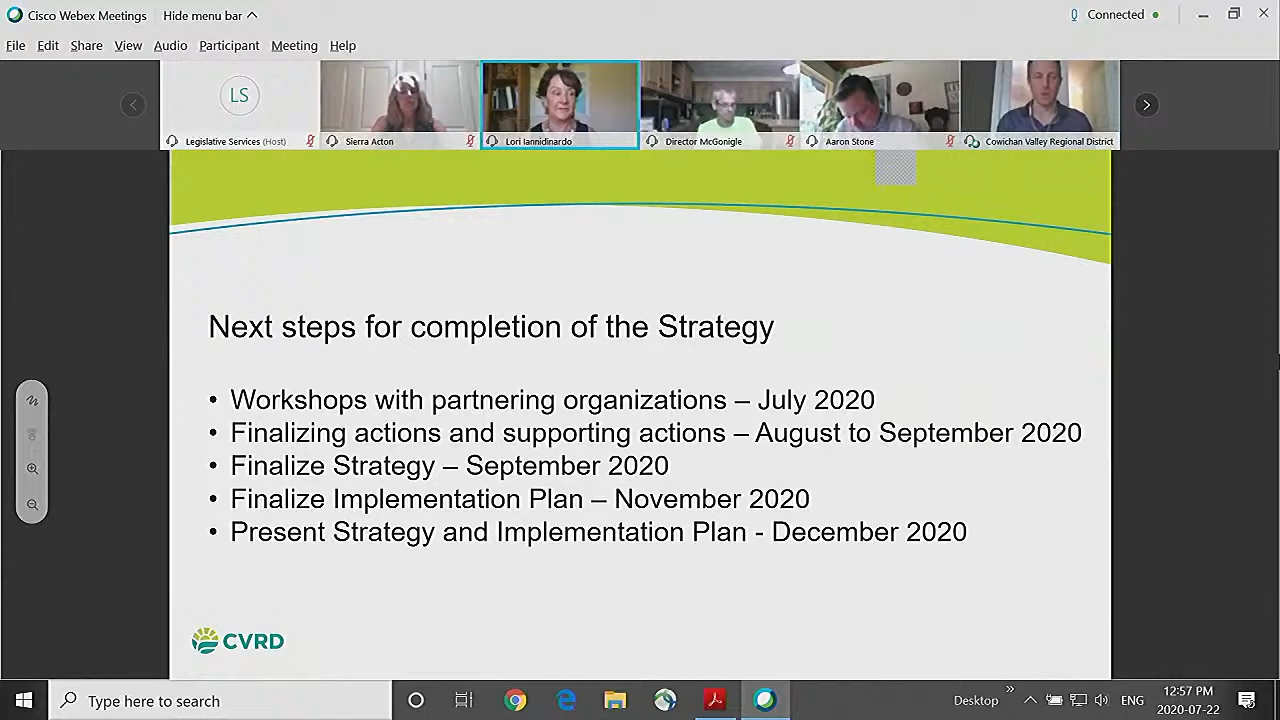 Cisco Webex Meetings Hide menu bar Connected
File Edit Share View Audio Participant Meeting Help
LS
Legislative Services (Host) Sierra Acton Lori Iannidinardo Director McGonigle Aaron Stone Cowichan Valley Regional District
Next steps for completion of the Strategy
• Workshops with partnering organizations – July 2020
• Finalizing actions and supporting actions – August to September 2020
• Finalize Strategy – September 2020
• Finalize Implementation Plan – November 2020
• Present Strategy and Implementation Plan - December 2020
CVRD
Type here to search Desktop ENG 12:57 PM
2020-07-22